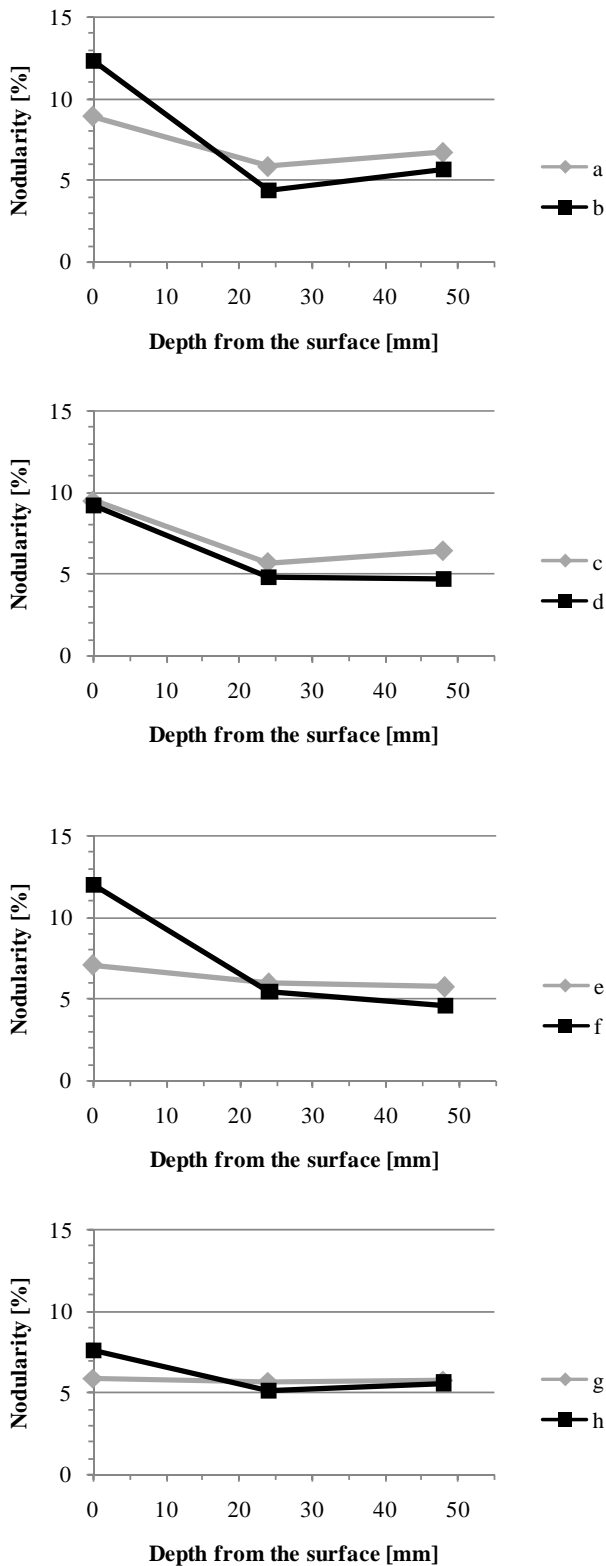 15
10
5
0
Nodularity [%]
0 10 20 30 40 50
Depth from the surface [mm]
a
b
15
10
5
0
Nodularity [%]
0 10 20 30 40 50
Depth from the surface [mm]
c
d
15
10
5
0
Nodularity [%]
0 10 20 30 40 50
Depth from the surface [mm]
e
f
15
10
5
0
Nodularity [%]
0 10 20 30 40 50
Depth from the surface [mm]
g
h